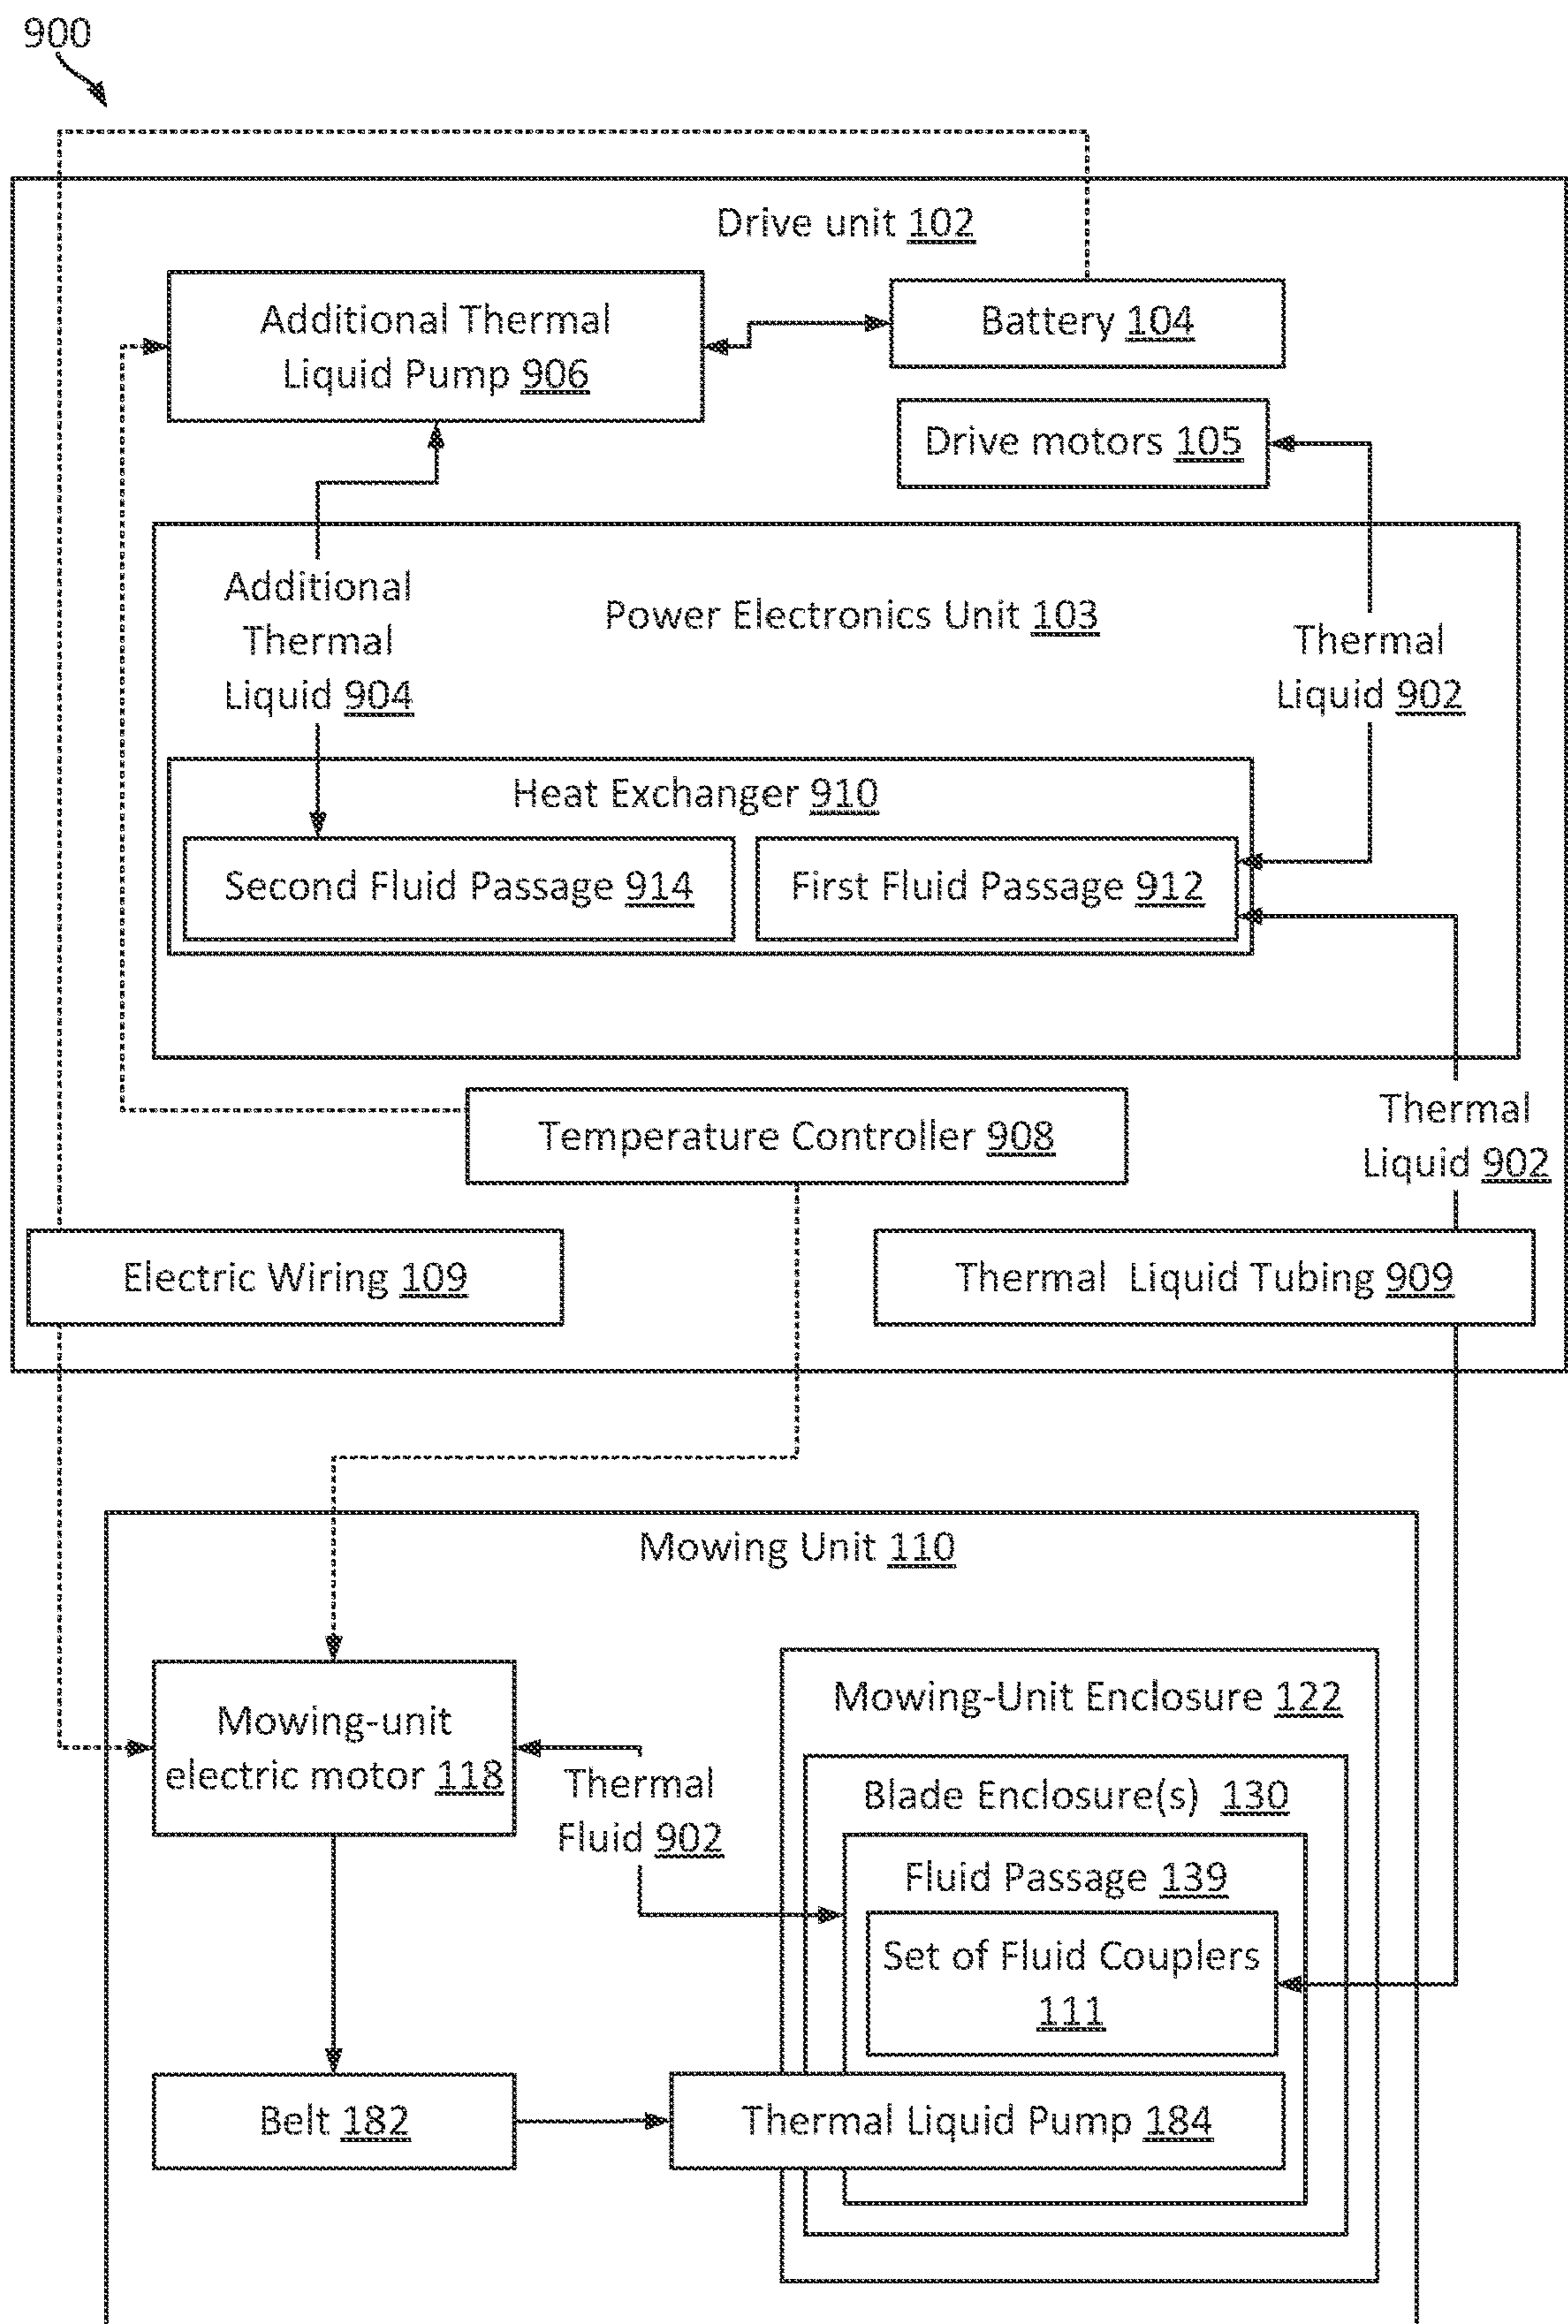 900
Drive unit 102
Additional Thermal
Liquid Pump 906
Battery 104
Drive motors 105
Additional
Thermal
Liquid 904
Power Electronics Unit 103
Thermal
Liquid 902
Heat Exchanger 910
Second Fluid Passage 914
First Fluid Passage 912
Temperature Controller 908
Thermal
Liquid 902
Electric Wiring 109
Thermal Liquid Tubing 909
Mowing Unit 110
Mowing-unit
electric motor 118
Thermal
Fluid 902
Mowing-Unit Enclosure 122
Blade Enclosure(s) 130
Fluid Passage 139
Set of Fluid Couplers
111
Belt 182
Thermal Liquid Pump 184